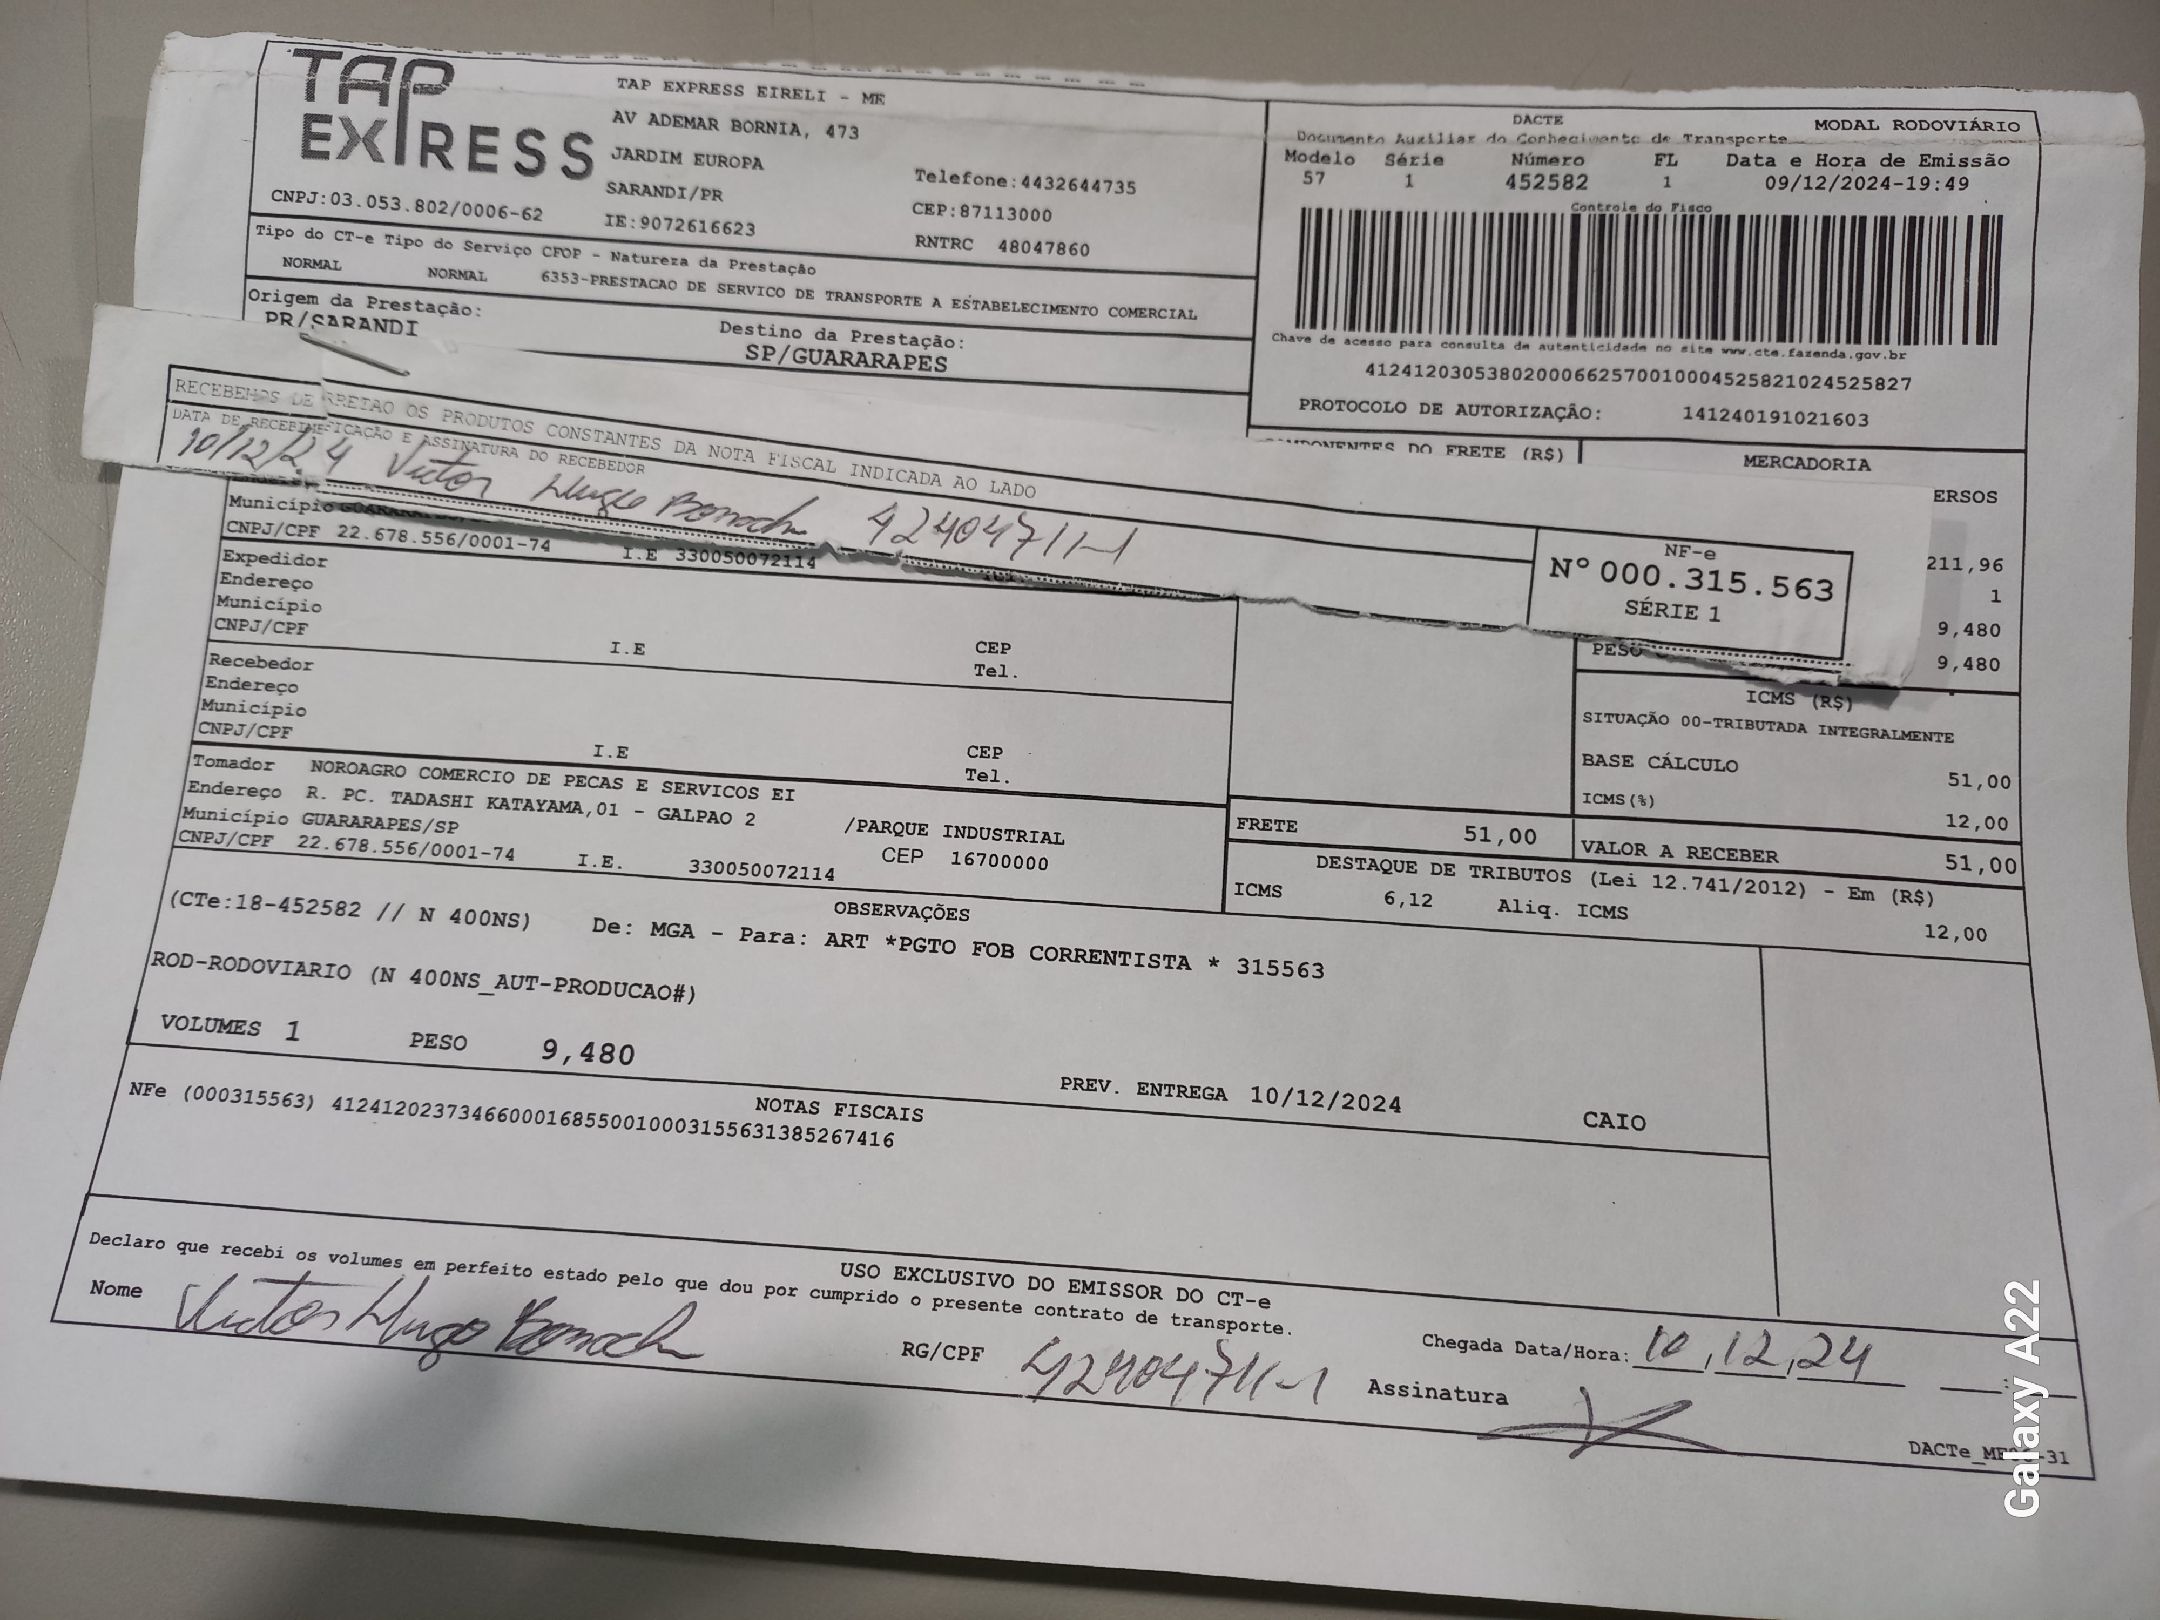 TAP EXPRESS
TAP EXPRESS EIRELI - ME
AV ADEMAR BORNIA, 473
JARDIM EUROPA
SARANDI/PR
Telefone:4432644735
CEP:87113000
CNPJ:03.053.802/0006-62
IE:9072616623
RNTRC 48047860
DACTE
MODAL RODOVIÁRIO
Documento Auxiliar do Conhecimento de Transporte
Modelo Série Número FL Data e Hora de Emissão
57 1 452582 1 09/12/2024-19:49
Controle do Fisco
Chave de acesso para consulta de autenticidade no site www.cte.fazenda.gov.br
41241203053802000662570010004525821024525827
PROTOCOLO DE AUTORIZAÇÃO: 141240191021603
Tipo do CT-e Tipo do Serviço CFOP - Natureza da Prestação
NORMAL NORMAL 6353-PRESTACAO DE SERVICO DE TRANSPORTE A ESTABELECIMENTO COMERCIAL
Origem da Prestação:
PR/SARANDI
Destino da Prestação:
SP/GUARARAPES
DO FRETE (R$)
MERCADORIA
ERSOS
211,96
1
9,480
PESO 9,480
RECEBEMOS DE OS PRODUTOS CONSTANTES DA NOTA FISCAL INDICADA AO LADO
DATA DE E ASSINATURA DO RECEBEDOR
10/12/24 Victor Hugo 42404711-1
NF-e
Nº 000.315.563
SÉRIE 1
Município
CNPJ/CPF 22.678.556/0001-74 I.E 330050072114
Expedidor
Endereço
Município
CNPJ/CPF I.E CEP
Tel.
Recebedor
Endereço
Município
CNPJ/CPF I.E CEP
Tel.
ICMS (R$)
SITUAÇÃO 00-TRIBUTADA INTEGRALMENTE
BASE CÁLCULO 51,00
ICMS(%) 12,00
Tomador NOROAGRO COMERCIO DE PECAS E SERVICOS EI
Endereço R. PC. TADASHI KATAYAMA,01 - GALPAO 2 /PARQUE INDUSTRIAL
Município GUARARAPES/SP CEP 16700000
CNPJ/CPF 22.678.556/0001-74 I.E. 330050072114
FRETE 51,00
VALOR A RECEBER 51,00
DESTAQUE DE TRIBUTOS (Lei 12.741/2012) - Em (R$)
ICMS 6,12 Aliq. ICMS 12,00
OBSERVAÇÕES
(CTe:18-452582 // N 400NS) De: MGA - Para: ART *PGTO FOB CORRENTISTA * 315563
ROD-RODOVIARIO (N 400NS_AUT-PRODUCAO#)
VOLUMES 1 PESO 9,480
PREV. ENTREGA 10/12/2024 CAIO
NOTAS FISCAIS
NFe (000315563) 41241202373466000168550010003155631385267416
USO EXCLUSIVO DO EMISSOR DO CT-e
Declaro que recebi os volumes em perfeito estado pelo que dou por cumprido o presente contrato de transporte.
Nome Victor Hugo
RG/CPF 42404711-1
Chegada Data/Hora: 10,12,24
Assinatura
Galaxy A22